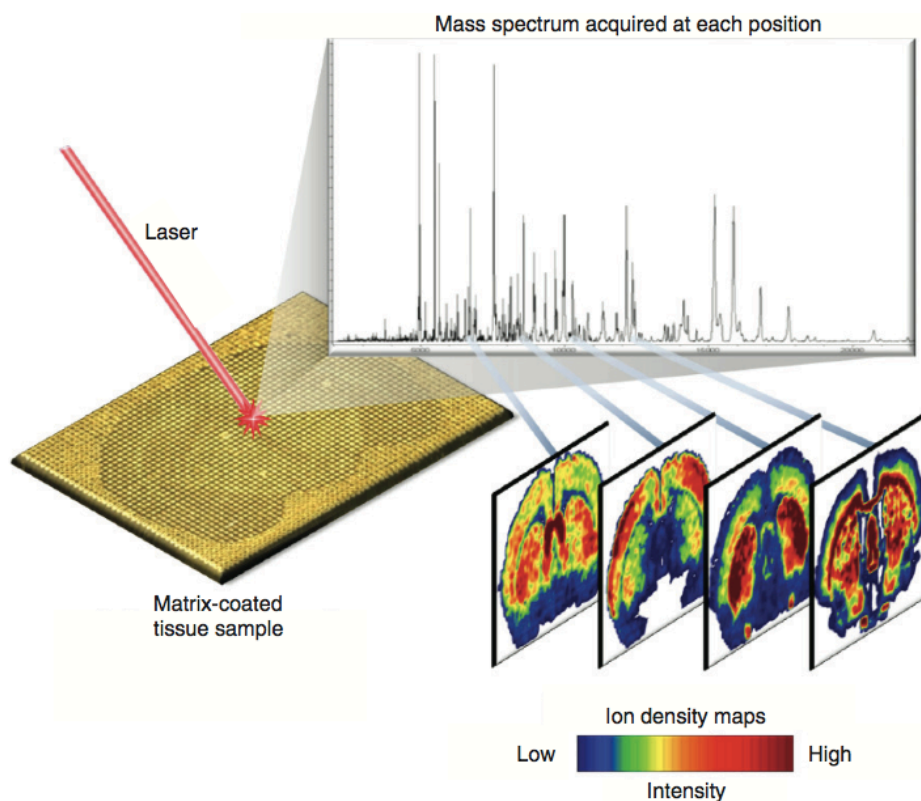 Mass spectrum acquired at each position
Laser
Matrix-coated
tissue sample
Ion density maps
Low
High
Intensity